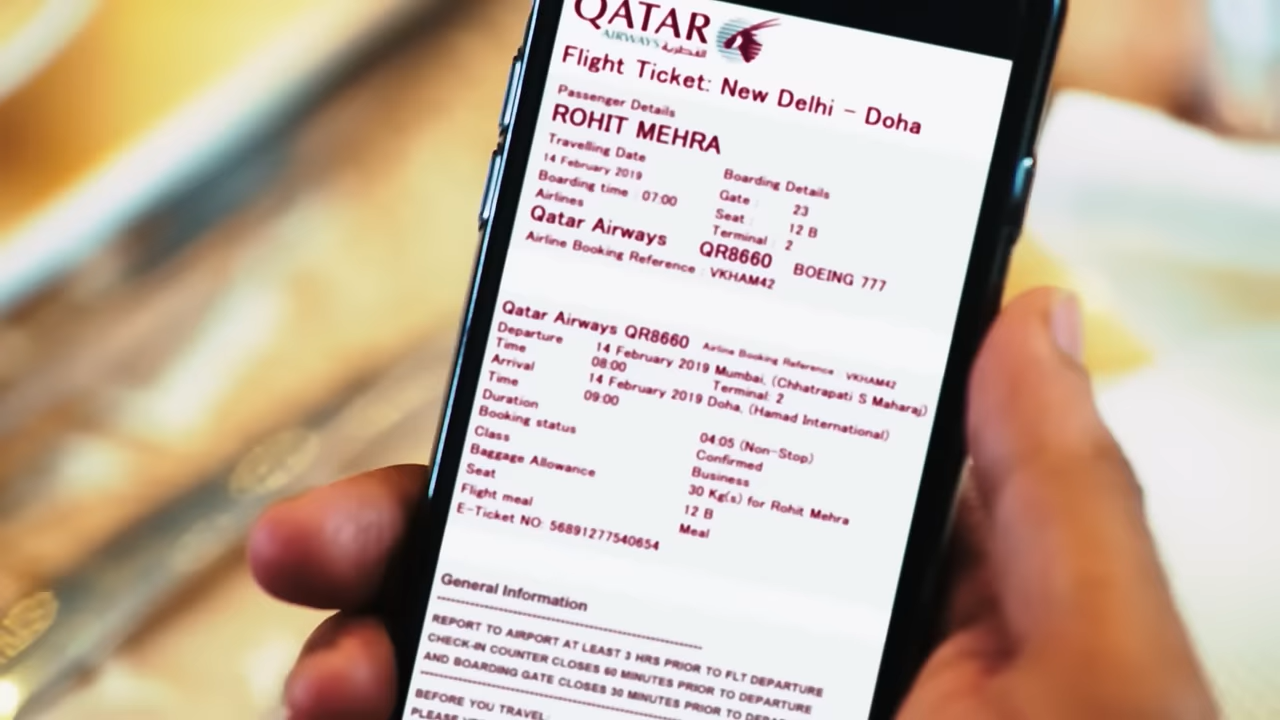 QATAR
AIRWAYS القطرية
Flight Ticket: New Delhi - Doha
Passenger Details
ROHIT MEHRA
Travelling Date
14 February 2019
Boarding time : 07:00
Boarding Details
Gate : 23
Seat : 12 B
Terminal : 2
Airlines
Qatar Airways QR8660 BOEING 777
Airline Booking Reference : VKHAM42
Qatar Airways QR8660 Airline Booking Reference : VKHAM42
Departure 14 February 2019 Mumbai, (Chhatrapati S Maharaj)
Time 08:00 Terminal: 2
Arrival 14 February 2019 Doha, (Hamad International)
Time 09:00
Duration 04:05 (Non-Stop)
Booking status Confirmed
Class Business
Baggage Allowance 30 Kg(s) for Rohit Mehra
Seat 12 B
Flight meal Meal
E-Ticket NO: 56891277540654
General Information
REPORT TO AIRPORT AT LEAST 3 HRS PRIOR TO FLT DEPARTURE
CHECK-IN COUNTER CLOSES 60 MINUTES PRIOR TO DEPARTURE
AND BOARDING GATE CLOSES 30 MINUTES PRIOR TO
BEFORE YOU TRAVEL: